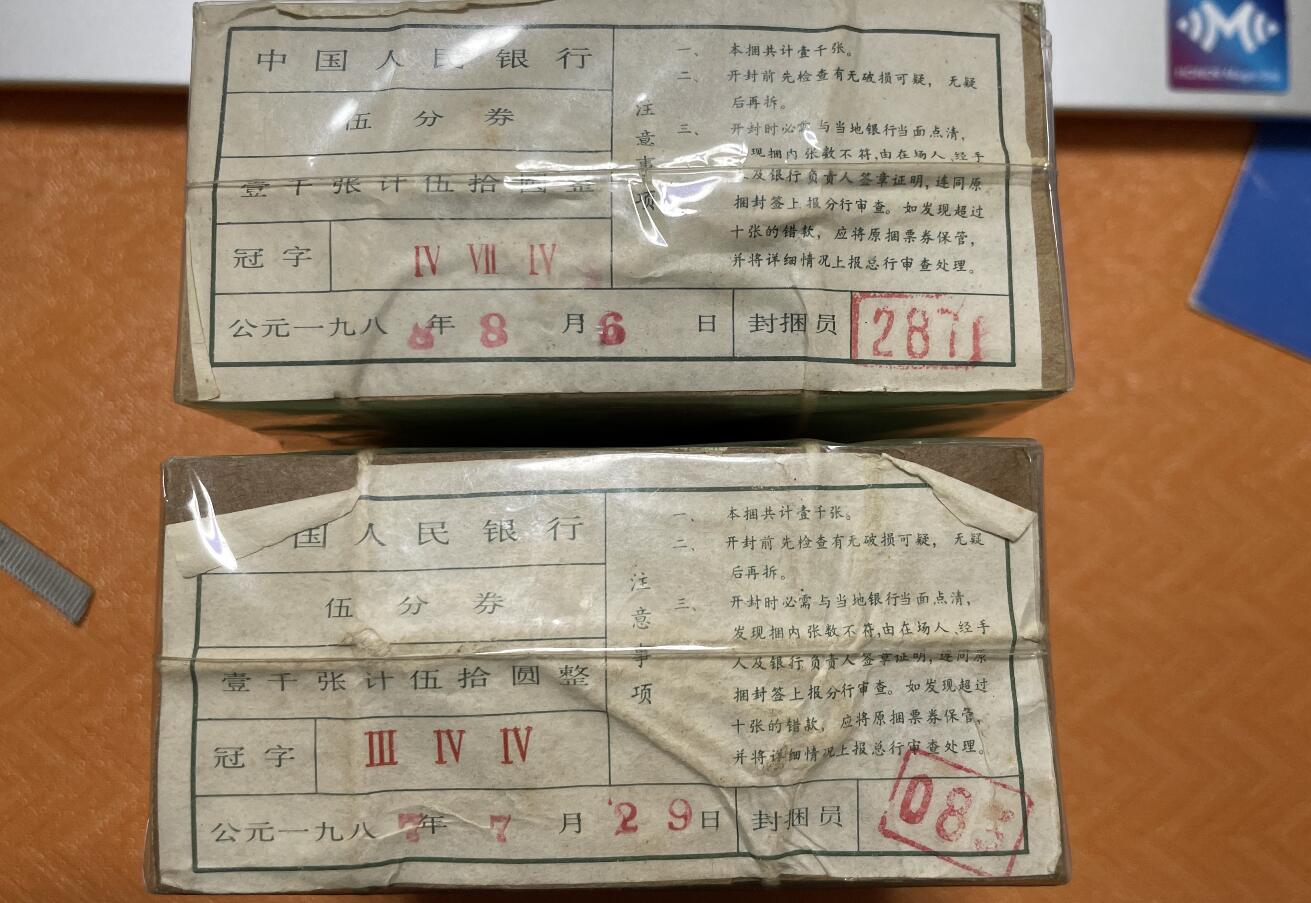 中国人民银行
伍分券
壹千张计伍拾圆整
冠字 IV VII IV
公元一九八8年8月6日 封捆员 2871
注意事项
一、本捆共计壹千张。
二、开封前先检查有无破损可疑，无疑
后再拆。
三、开封时必需与当地银行当面点清，
现捆内张数不符,由在场人、经手
人及银行负责人签章证明，连同原
捆封签上报分行审查。如发现超过
十张的错款，应将原捆票券保管，
并将详细情况上报总行审查处理。
国人民银行
伍分券
壹千张计伍拾圆整
冠字 III IV IV
公元一九八7年7月29日 封捆员 083
注意事项
一、本捆共计壹千张。
二、开封前先检查有无破损可疑，无疑
后再拆。
三、开封时必需与当地银行当面点清，
发现捆内张数不符,由在场人、经手
人及银行负责人签章证明，连同原
捆封签上报分行审查。如发现超过
十张的错款，应将原捆票券保管，
并将详细情况上报总行审查处理。